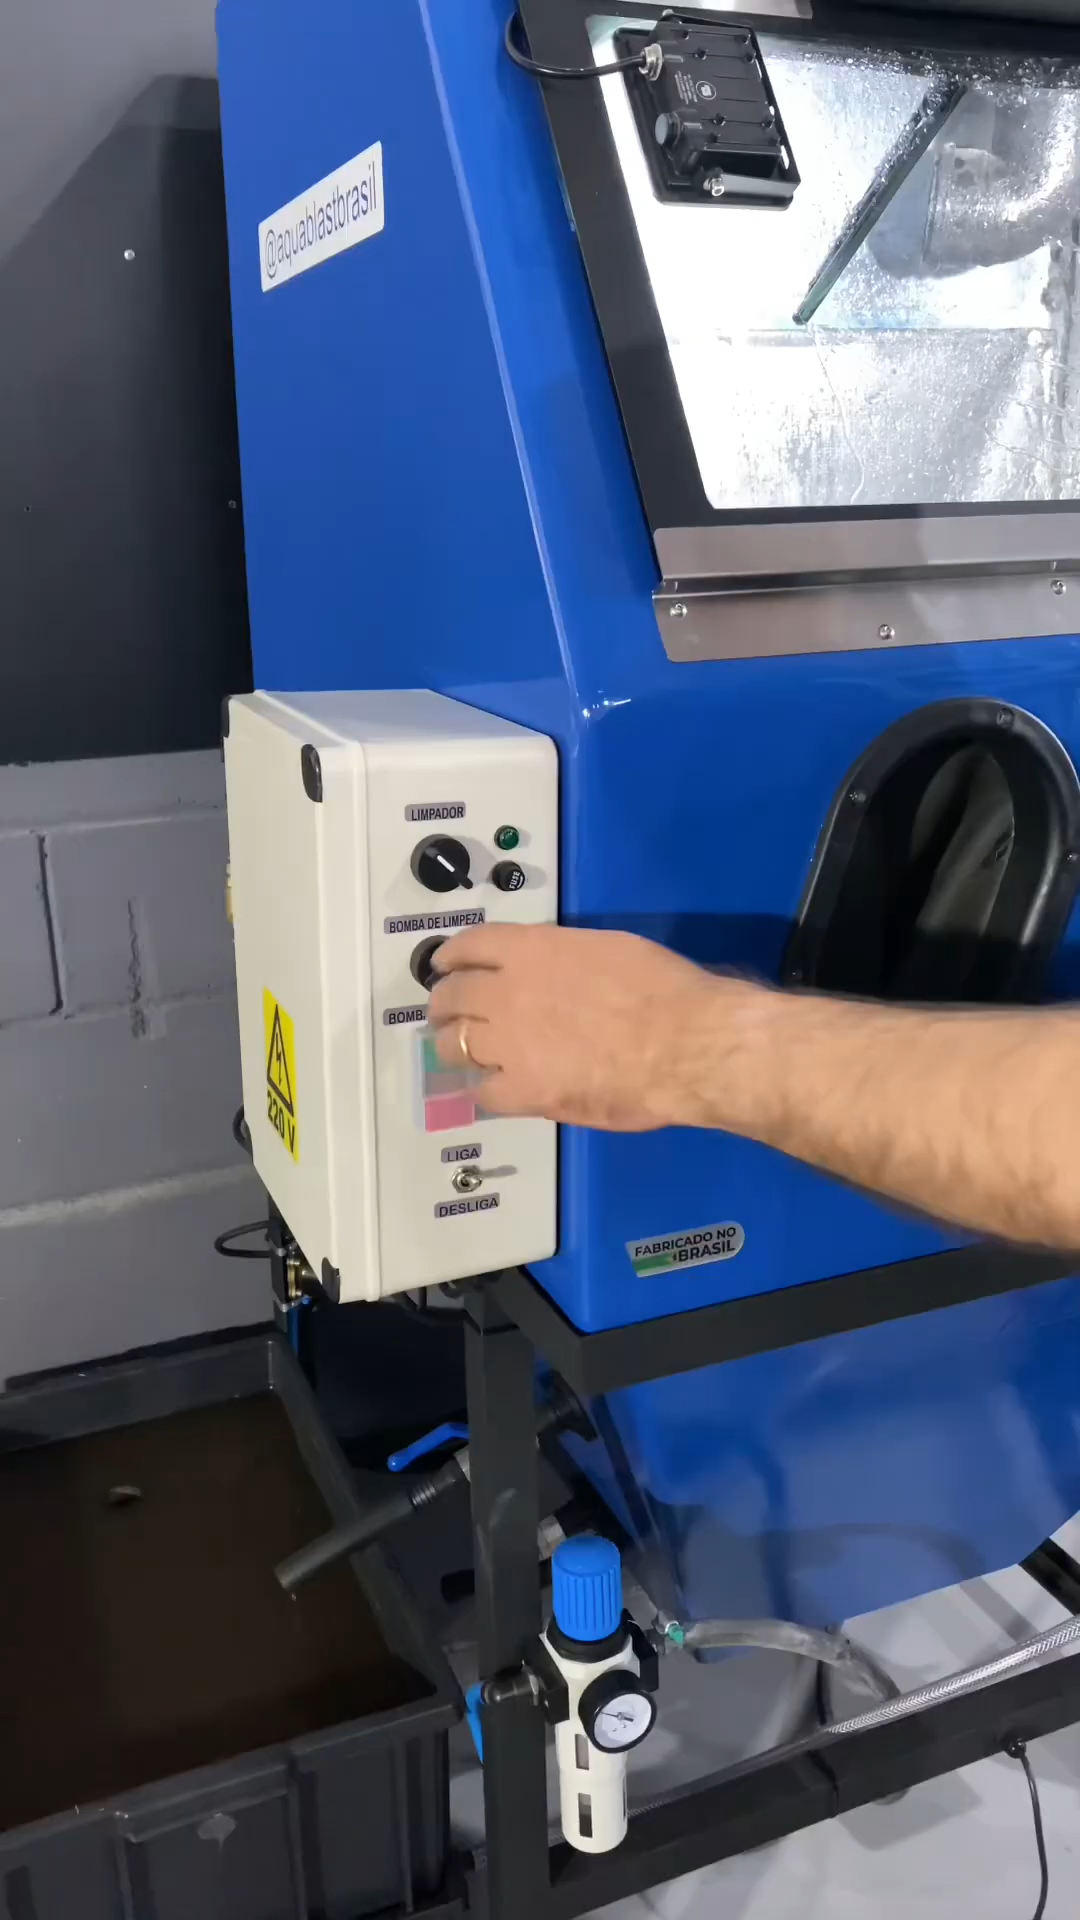 @aquablastbrasil
LIMPADOR
FUSE
BOMBA DE LIMPEZA
BOMBA
220 V
LIGA
DESLIGA
FABRICADO NO
BRASIL